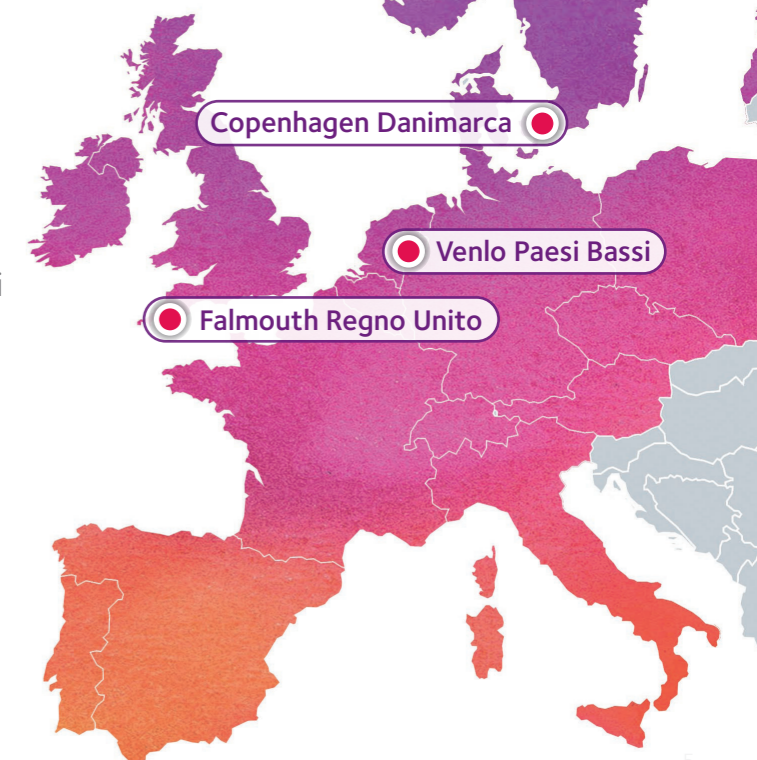 Copenhagen Danimarca
Venlo Paesi Bassi
i
Falmouth Regno Unito